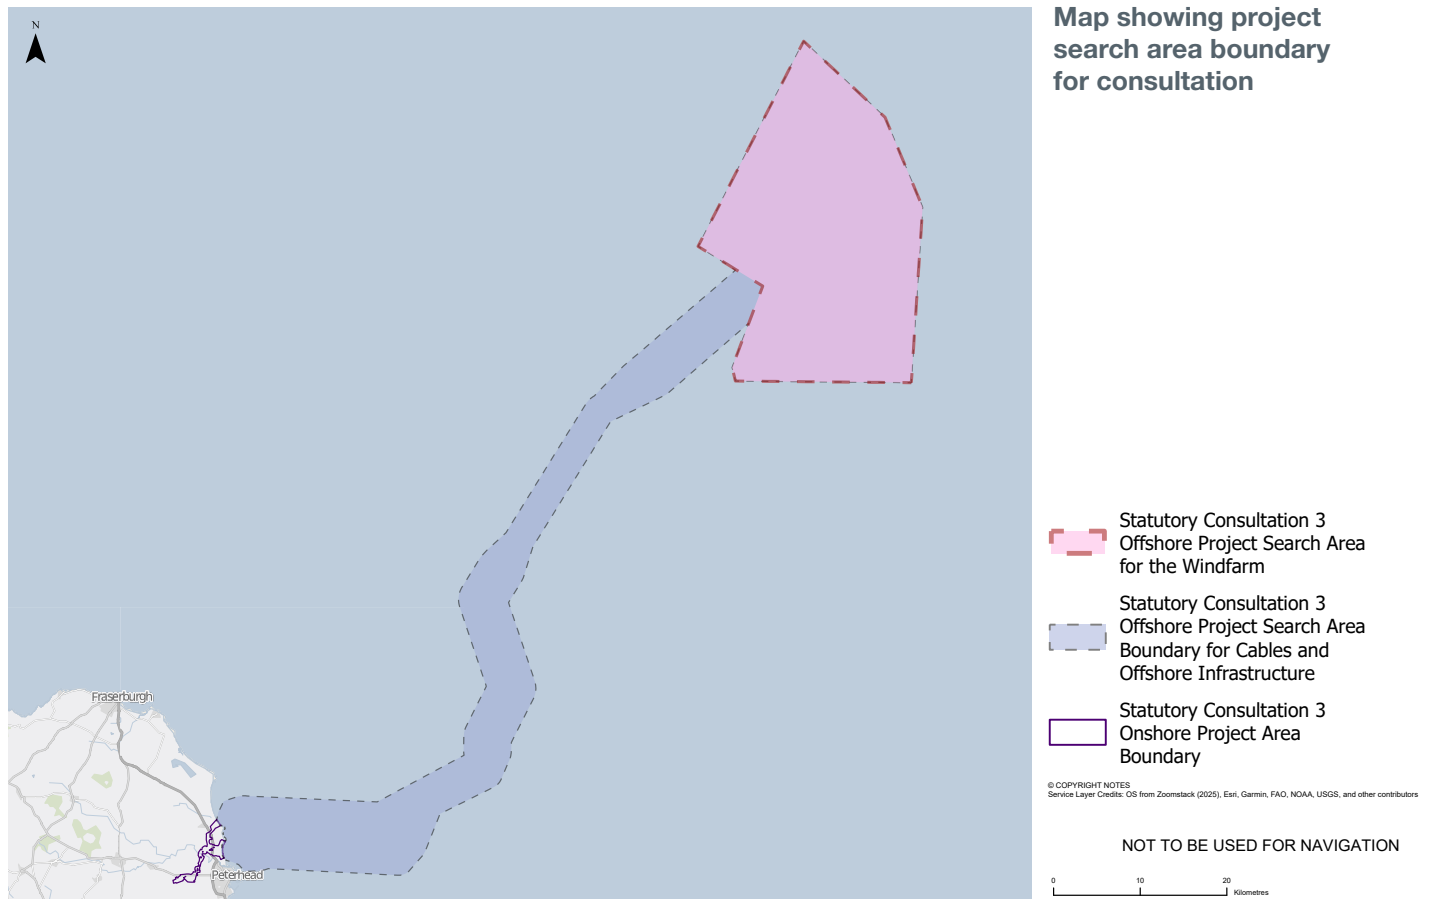 N
Map showing project
search area boundary
for consultation
Fraserburgh
Peterhead
Statutory Consultation 3
Offshore Project Search Area
for the Windfarm
Statutory Consultation 3
Offshore Project Search Area
Boundary for Cables and
Offshore Infrastructure
Statutory Consultation 3
Onshore Project Area
Boundary
© COPYRIGHT NOTES
Service Layer Credits: OS from Zoomstack (2025), Esri, Garmin, FAO, NOAA, USGS, and other contributors
NOT TO BE USED FOR NAVIGATION
0 10 20
Kilometres